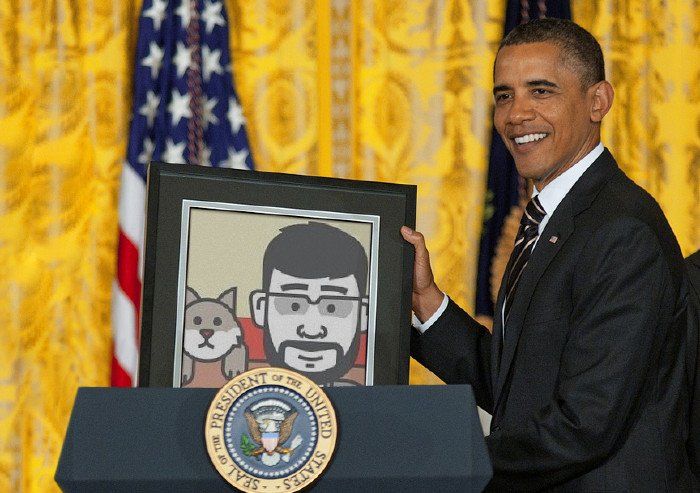 SEAL OF THE PRESIDENT OF THE UNITED STATES